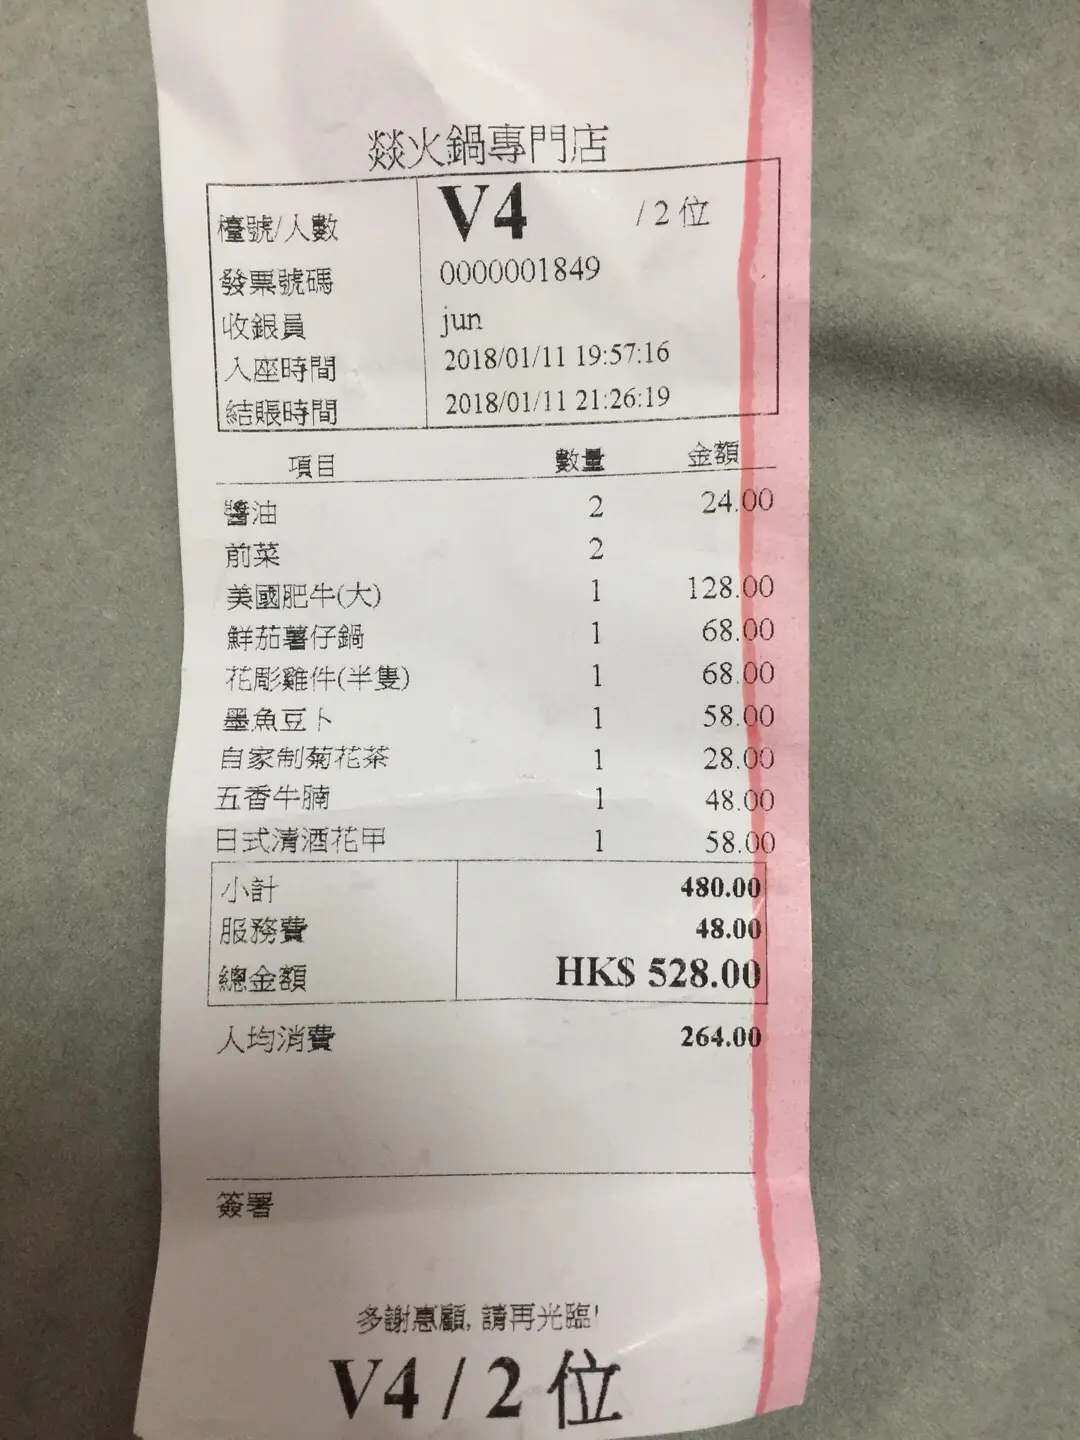 燚火鍋專門店
檯號/人數 V4 / 2 位
發票號碼 0000001849
收銀員 jun
入座時間 2018/01/11 19:57:16
結賬時間 2018/01/11 21:26:19
項目 數量 金額
醬油 2 24.00
前菜 2
美國肥牛(大) 1 128.00
鮮茄薯仔鍋 1 68.00
花彫雞件(半隻) 1 68.00
墨魚豆卜 1 58.00
自家制菊花茶 1 28.00
五香牛腩 1 48.00
日式清酒花甲 1 58.00
小計 480.00
服務費 48.00
總金額 HK$ 528.00
人均消費 264.00
簽署
多謝惠顧, 請再光臨!
V4 / 2 位